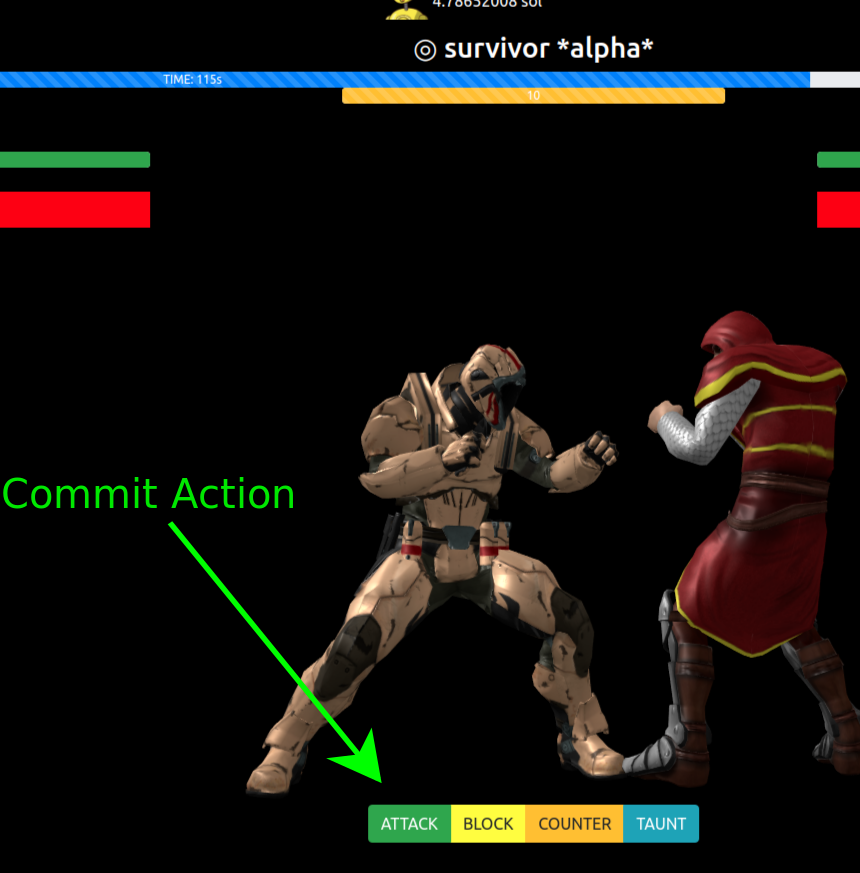 4.78652008 sol
◎ survivor *alpha*
TIME: 115s
10
Commit Action
ATTACK BLOCK COUNTER TAUNT